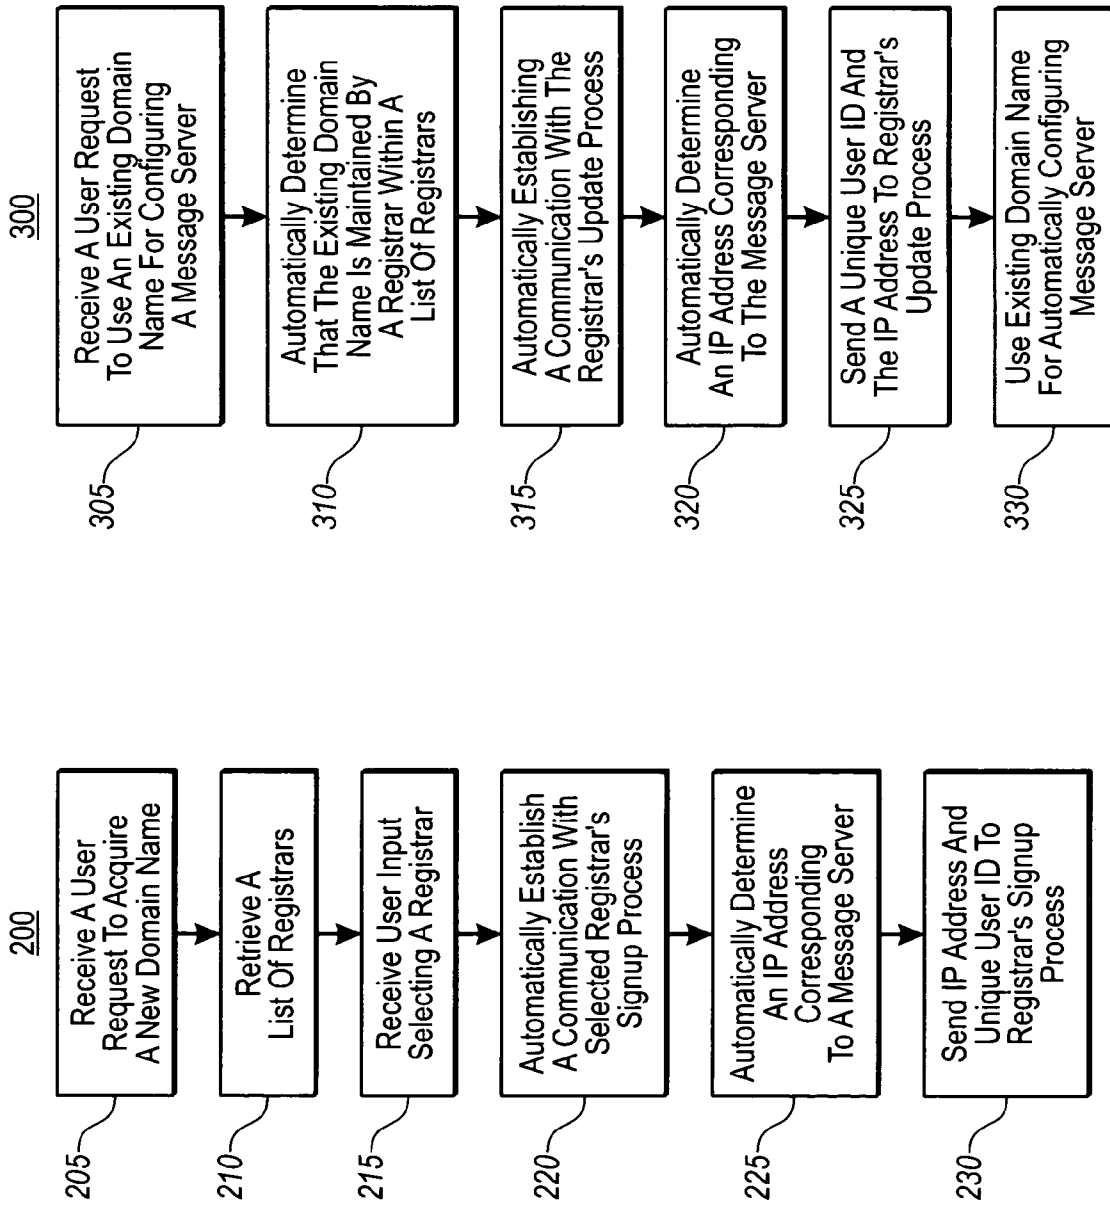 200
205
Receive A User
Request To Acquire
A New Domain Name
210
Retrieve A
List Of Registrars
215
Receive User Input
Selecting A Registrar
220
Automatically Establish
A Communication With
Selected Registrar's
Signup Process
225
Automatically Determine
An IP Address
Corresponding
To A Message Server
230
Send IP Address And
Unique User ID To
Registrar's Signup
Process
300
305
Receive A User Request
To Use An Existing Domain
Name For Configuring
A Message Server
310
Automatically Determine
That The Existing Domain
Name Is Maintained By
A Registrar Within A
List Of Registrars
315
Automatically Establishing
A Communication With The
Registrar's Update Process
320
Automatically Determine
An IP Address Corresponding
To The Message Server
325
Send A Unique User ID And
The IP Address To Registrar's
Update Process
330
Use Existing Domain Name
For Automatically Configuring
Message Server